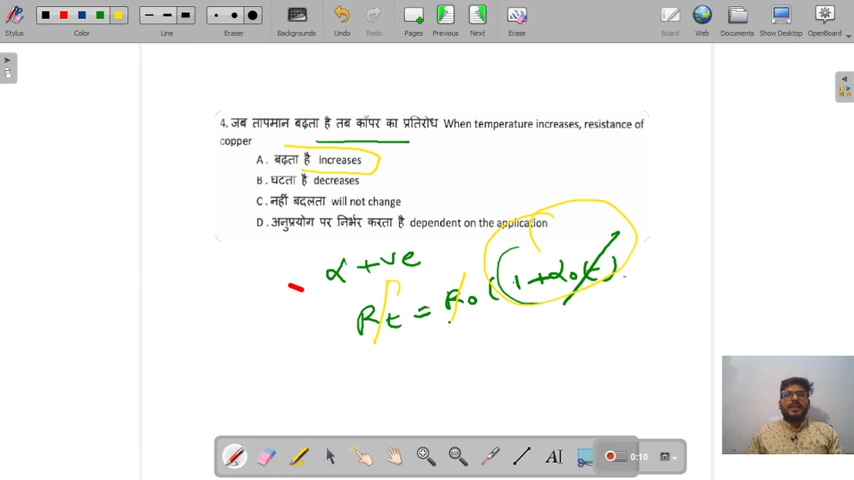 Stylus
Color
Line
Eraser
Backgrounds
Undo
Redo
Pages
Previous
Next
Erase
Board
Web
Documents
Show Desktop
OpenBoard
4. जब तापमान बढ़ता है तब कॉपर का प्रतिरोध When temperature increases, resistance of
copper
A. बढ़ता है increases
B. घटता है decreases
C. नहीं बदलता will not change
D. अनुप्रयोग पर निर्भर करता है dependent on the application
α +ve
Rt = R0 (1+α0t)
0:10